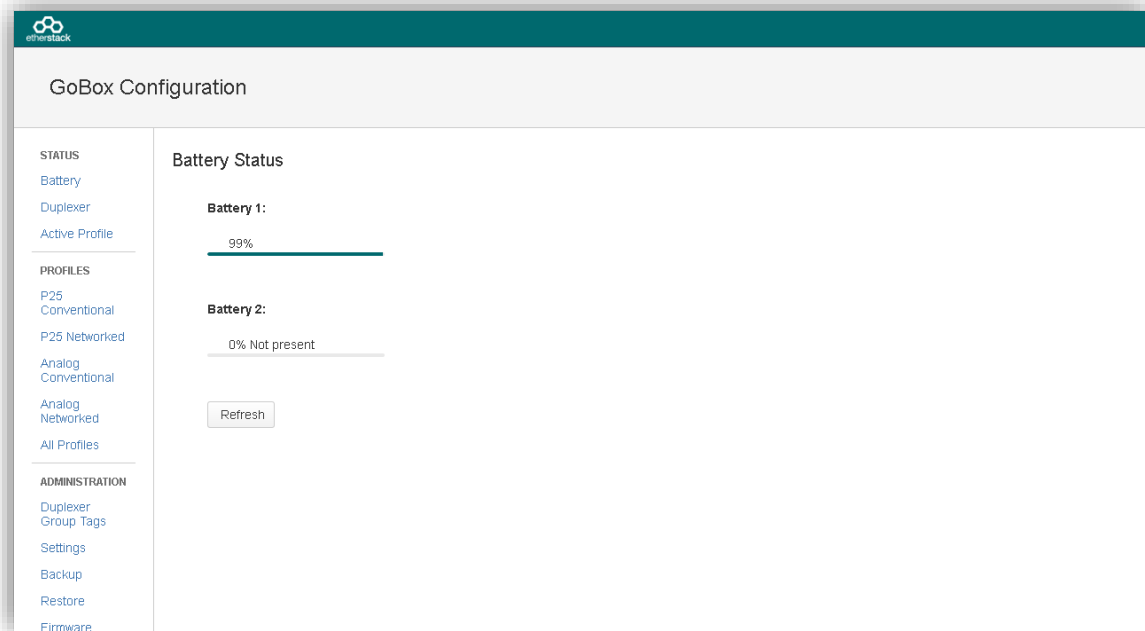 etherstack
GoBox Configuration
STATUS
Battery
Duplexer
Active Profile
PROFILES
P25
Conventional
P25 Networked
Analog
Conventional
Analog
Networked
All Profiles
ADMINISTRATION
Duplexer
Group Tags
Settings
Backup
Restore
Firmware
Battery Status
Battery 1:
99%
Battery 2:
0% Not present
Refresh